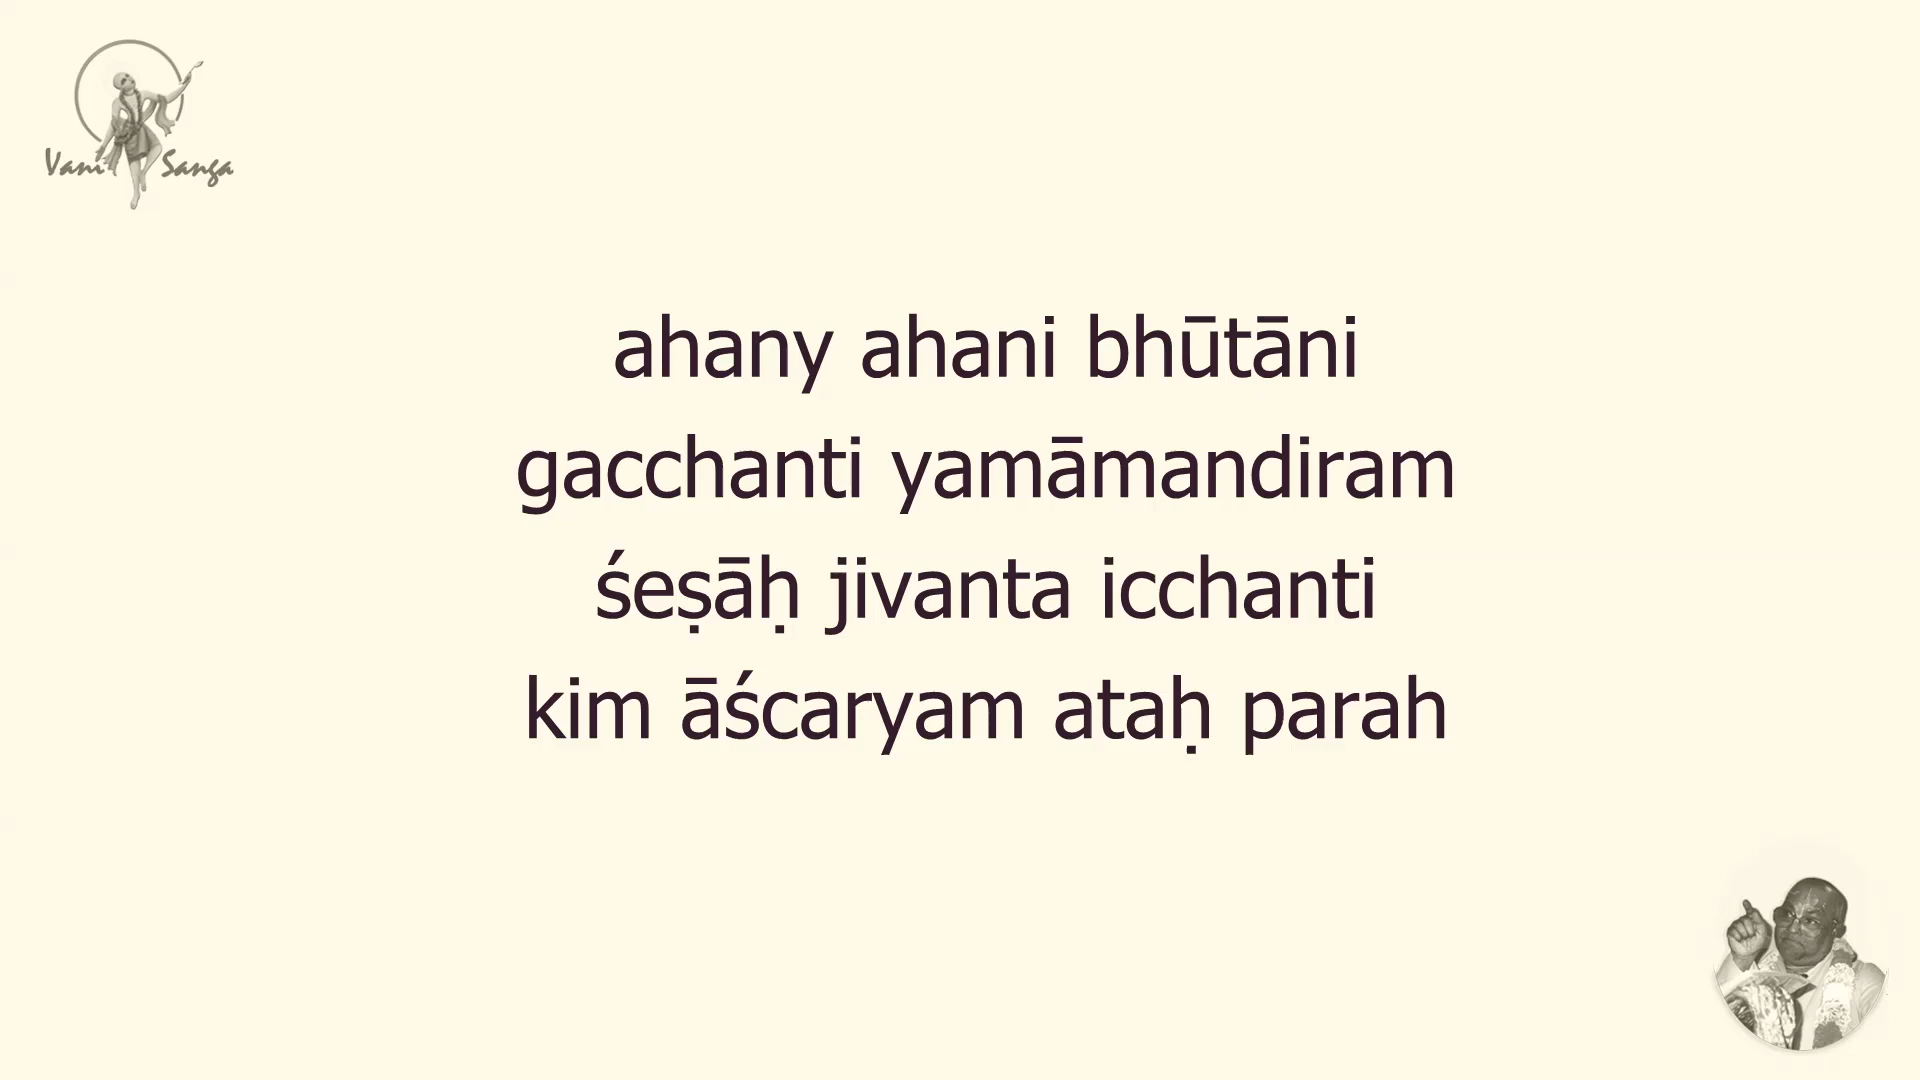 Vani Sanga
ahany ahani bhūtāni
gacchanti yamāmandiram
śeṣāḥ jivanta icchanti
kim āścaryam ataḥ parah